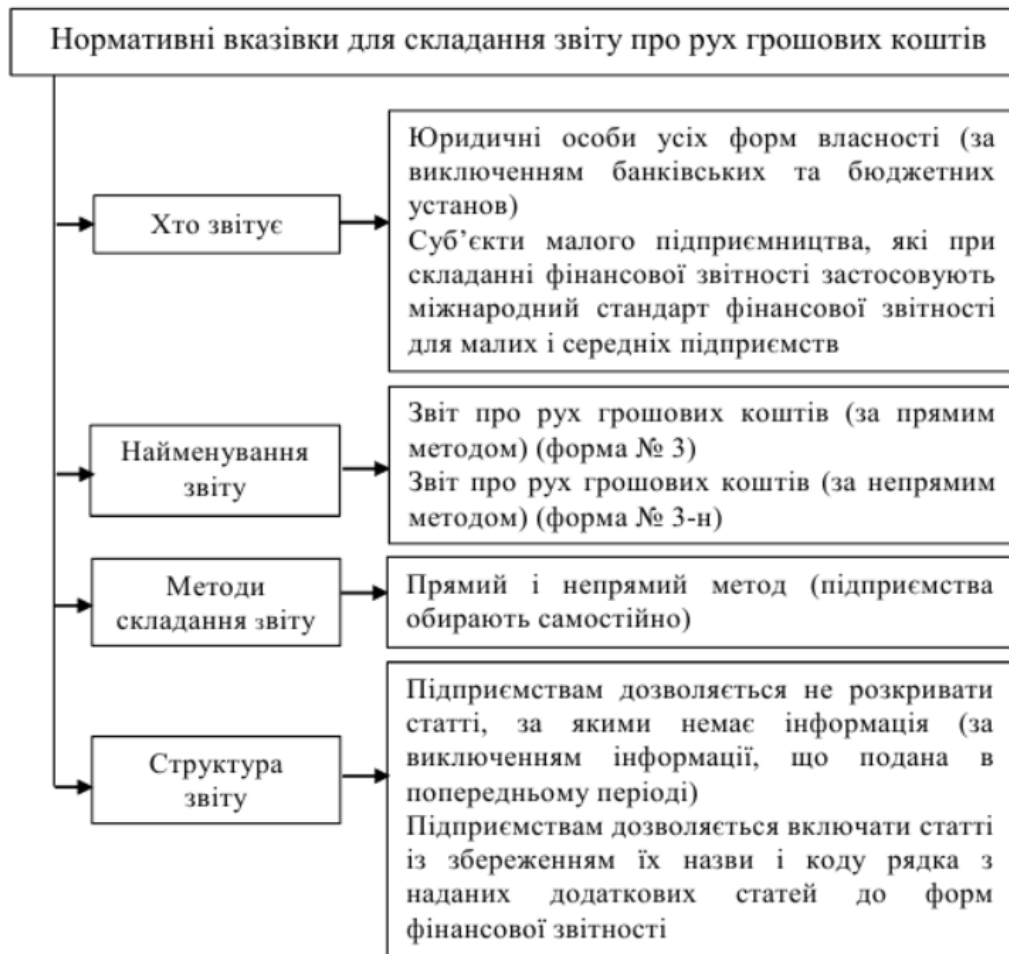 Нормативні вказівки для складання звіту про рух грошових коштів
Хто звітує
Юридичні особи усіх форм власності (за
виключенням банківських та бюджетних
установ)
Суб’єкти малого підприємництва, які при
складанні фінансової звітності застосовують
міжнародний стандарт фінансової звітності
для малих і середніх підприємств
Найменування
звіту
Звіт про рух грошових коштів (за прямим
методом) (форма № 3)
Звіт про рух грошових коштів (за непрямим
методом) (форма № 3-н)
Методи
складання звіту
Прямий і непрямий метод (підприємства
обирають самостійно)
Структура
звіту
Підприємствам дозволяється не розкривати
статті, за якими немає інформація (за
виключенням інформації, що подана в
попередньому періоді)
Підприємствам дозволяється включати статті
із збереженням їх назви і коду рядка з
наданих додаткових статей до форм
фінансової звітності